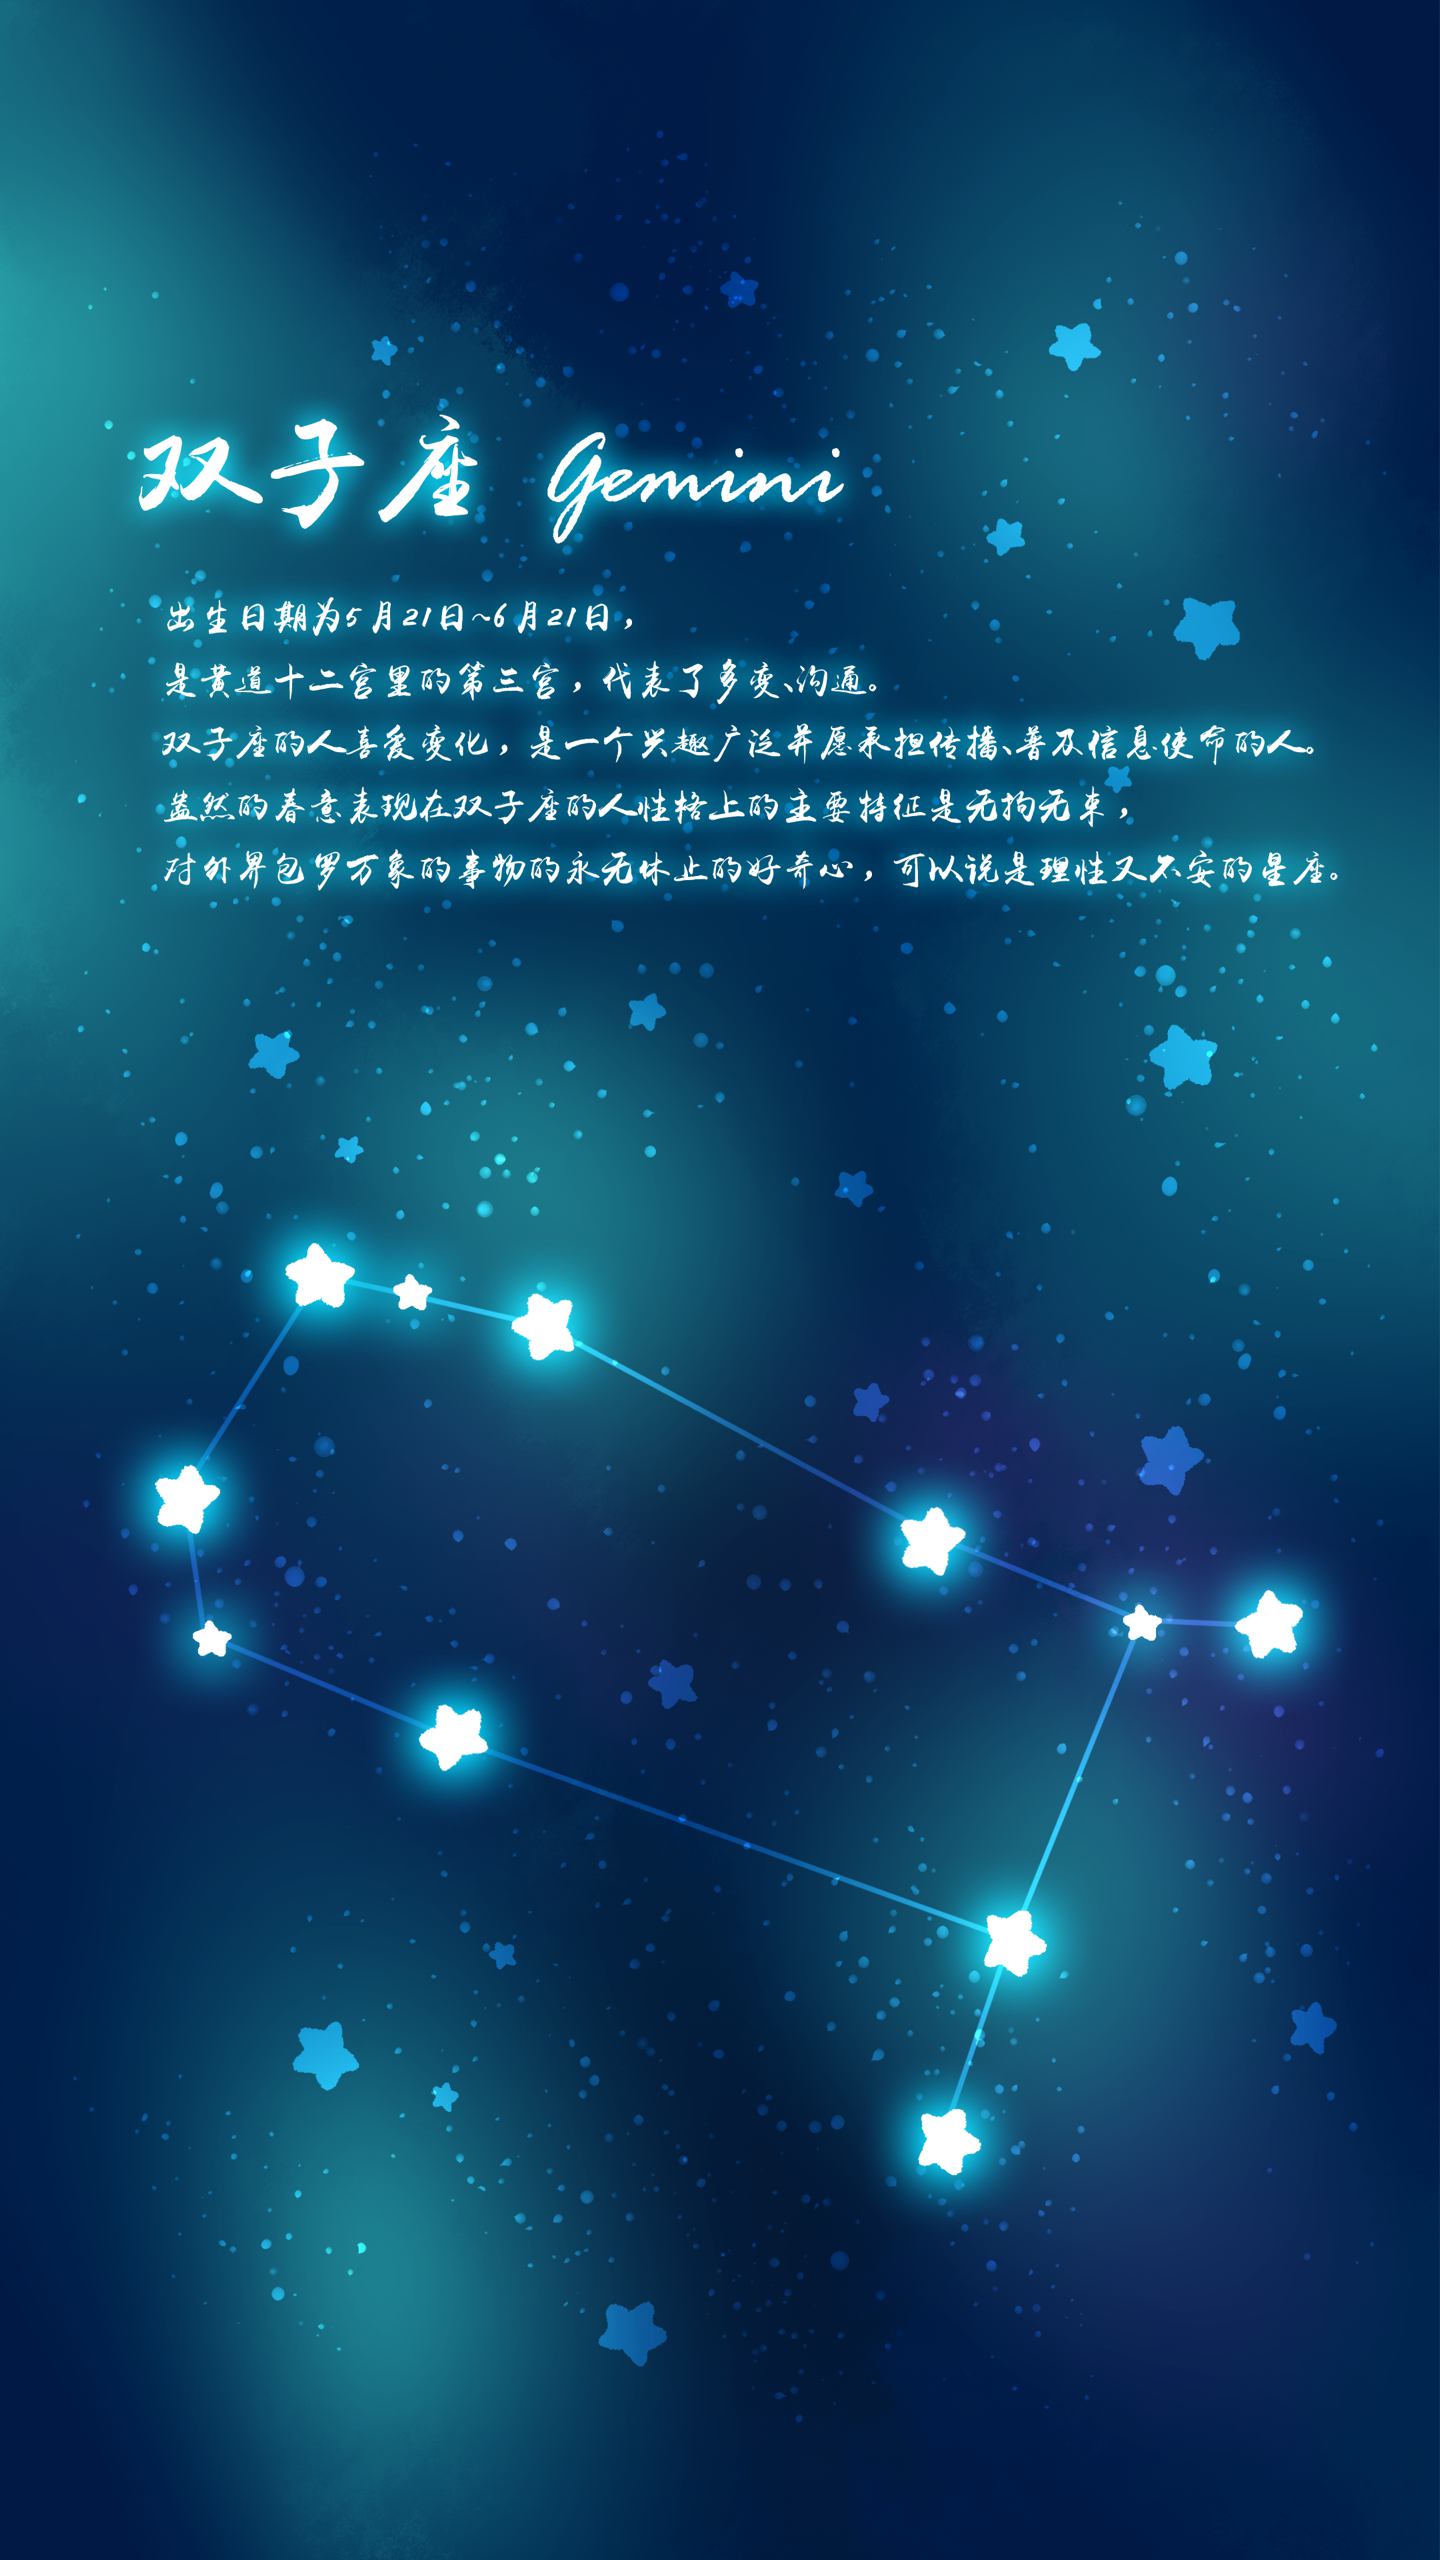 双子座 Gemini
出生日期为5月21日~6月21日，
是黄道十二宫里的第三宫，代表了多变、沟通。
双子座的人喜爱变化，是一个兴趣广泛并愿承担传播、普及信息使命的人。
盎然的春意表现在双子座的人性格上的主要特征是无拘无束，
对外界包罗万象的事物的永无休止的好奇心，可以说是理性又不安的星座。